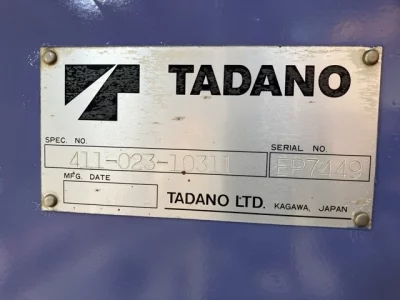 TADANO
SPEC. NO. SERIAL NO.
411-023-10311 FP7449
MFG. DATE
TADANO LTD. KAGAWA, JAPAN